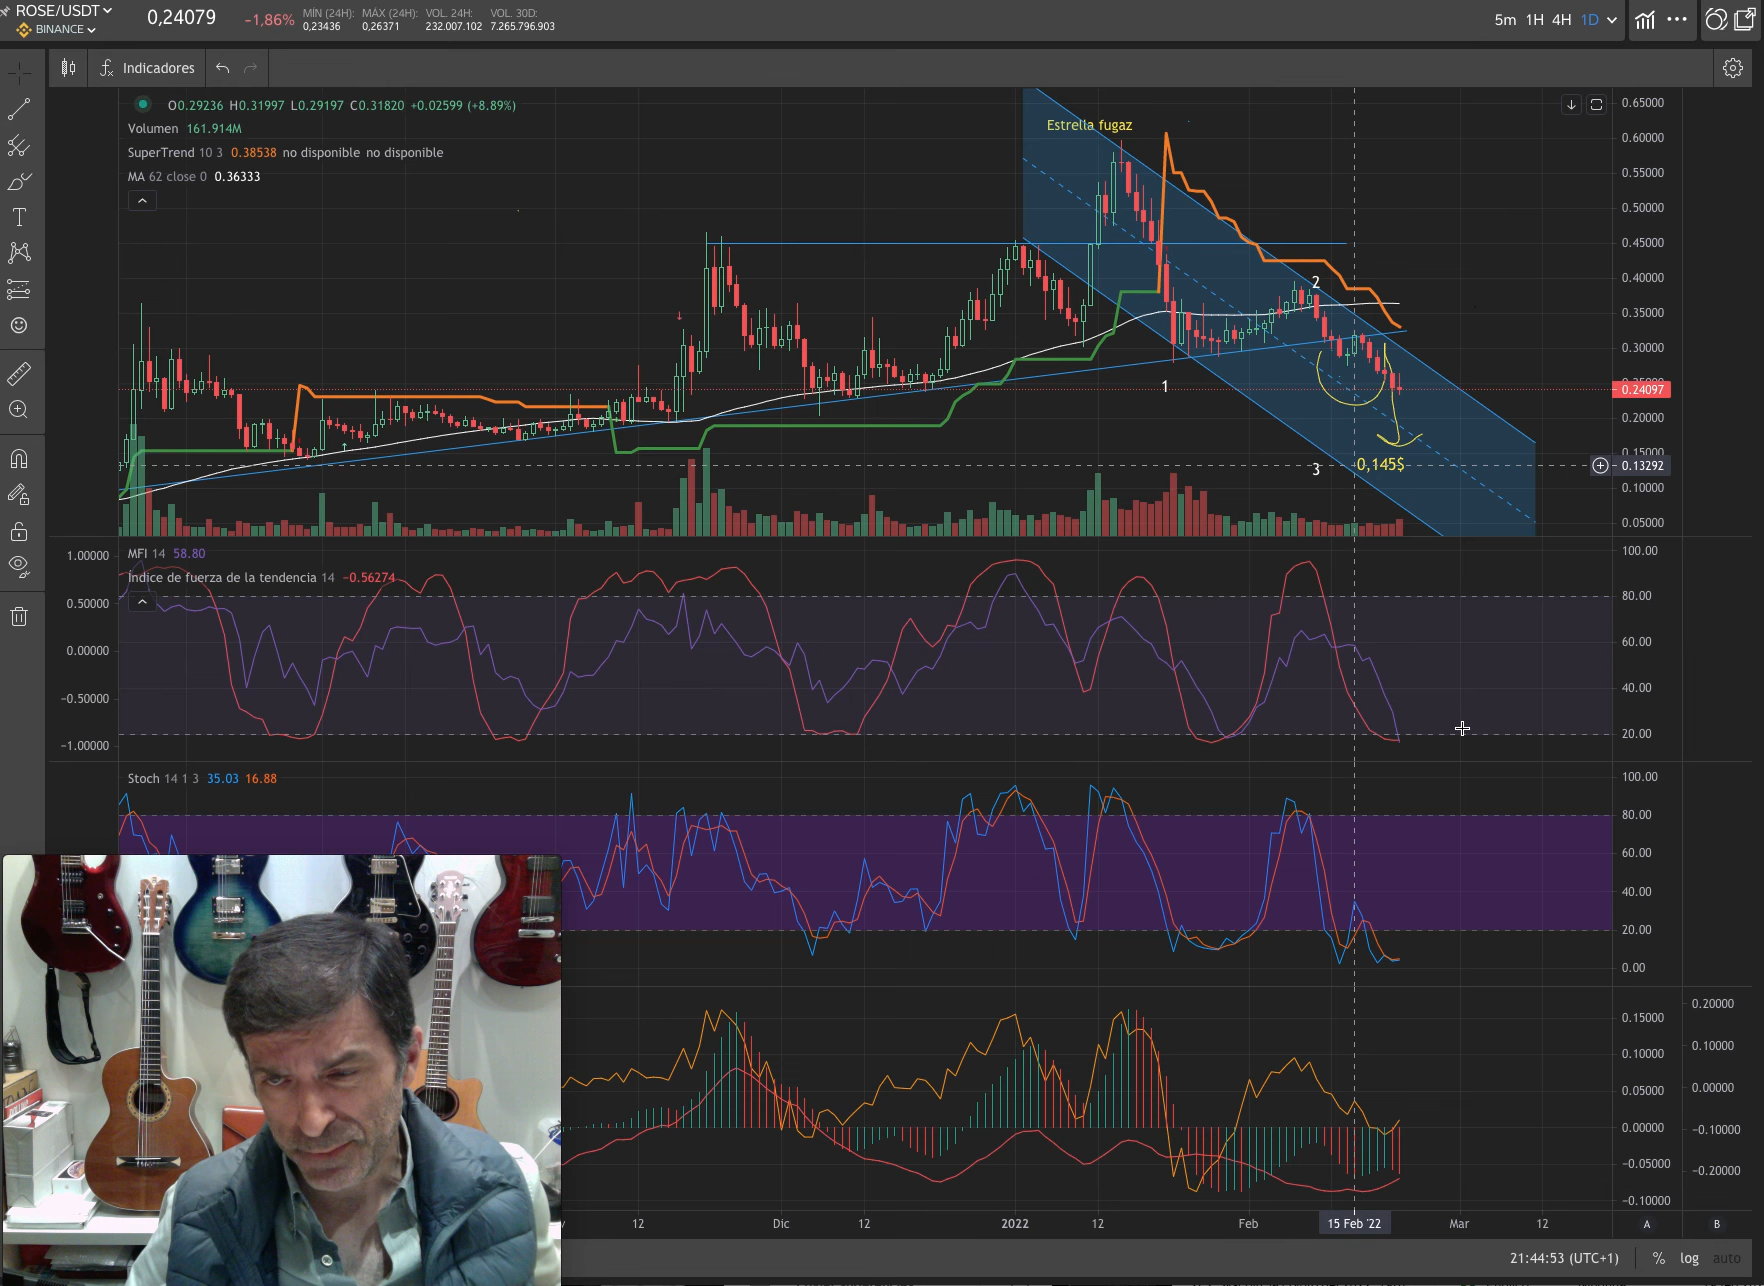 ROSE/USDT
BINANCE
0,24079
-1,86%
MÍN (24H):
0,23436
MÁX (24H):
0,26371
VOL. 24H:
232.007.102
VOL. 30D:
7.265.796.903
5m 1H 4H 1D
Indicadores
O0.29236 H0.31997 L0.29197 C0.31820 +0.02599 (+8.89%)
Volumen 161.914M
SuperTrend 10 3 0.38538 no disponible no disponible
MA 62 close 0 0.36333
Estrella fugaz
2
1
3
0,145$
0.65000
0.60000
0.55000
0.50000
0.45000
0.40000
0.35000
0.30000
0.24097
0.20000
0.13292
0.10000
0.05000
MFI 14 58.80
Índice de fuerza de la tendencia 14 −0.56274
1.00000
0.50000
0.00000
−0.50000
−1.00000
100.00
80.00
60.00
40.00
20.00
Stoch 14 1 3 35.03 16.88
100.00
80.00
60.00
40.00
20.00
0.00
0.15000
0.10000
0.05000
0.00000
−0.05000
−0.10000
0.20000
0.10000
0.00000
−0.10000
−0.20000
12 Dic 12 2022 12 Feb 15 Feb '22 Mar 12
A B
21:44:53 (UTC+1) % log auto